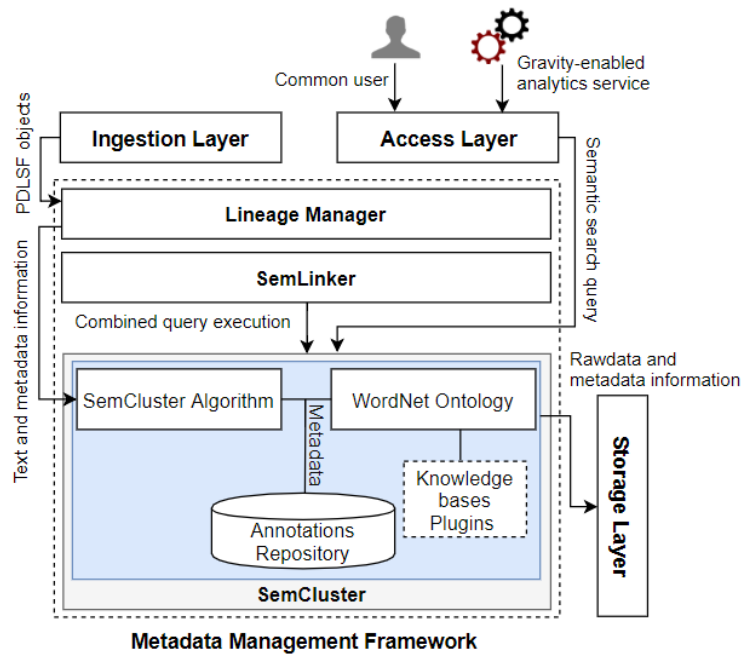 Common user
Gravity-enabled
analytics service
Ingestion Layer
Access Layer
PDLSF objects
Lineage Manager
Semantic search query
SemLinker
Combined query execution
Text and metadata information
Rawdata and
metadata information
SemCluster Algorithm
WordNet Ontology
Metadata
Knowledge
bases
Plugins
Annotations
Repository
Storage Layer
SemCluster
Metadata Management Framework